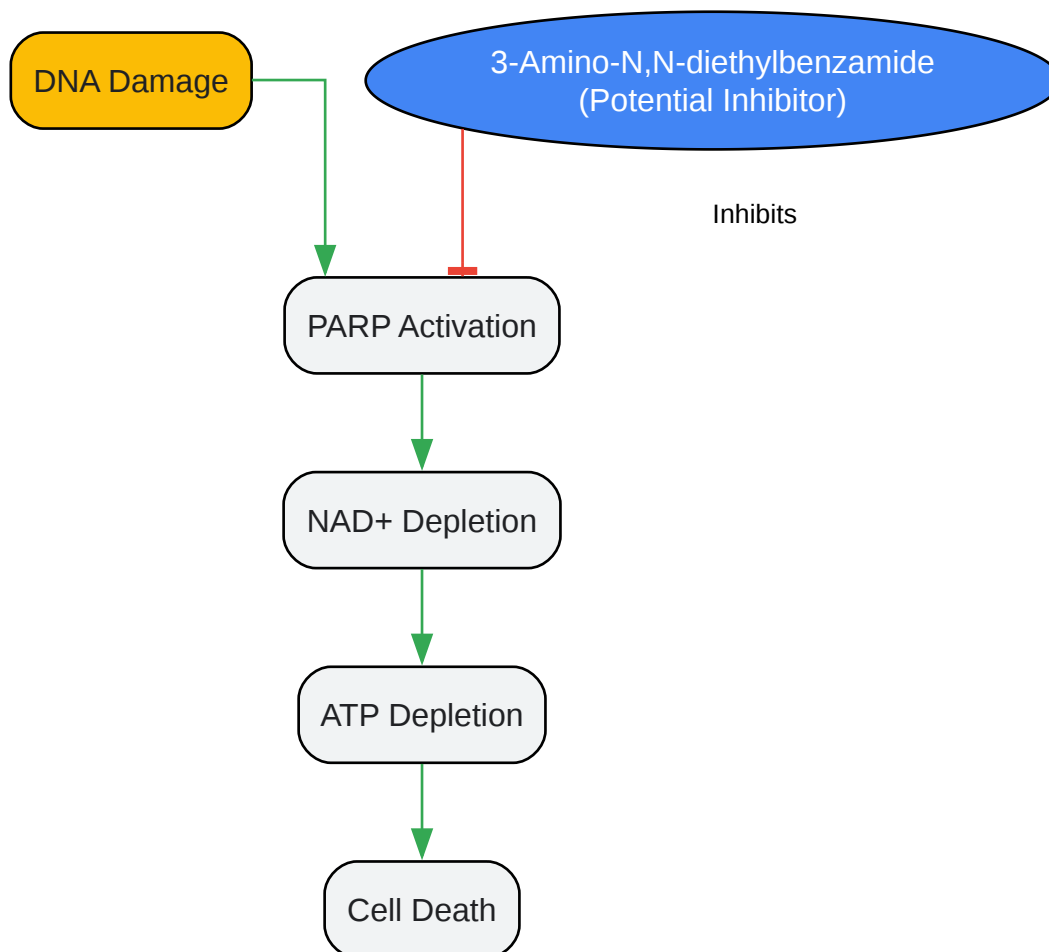 DNA Damage
3-Amino-N,N-diethylbenzamide
(Potential Inhibitor)
Inhibits
PARP Activation
NAD+ Depletion
ATP Depletion
Cell Death